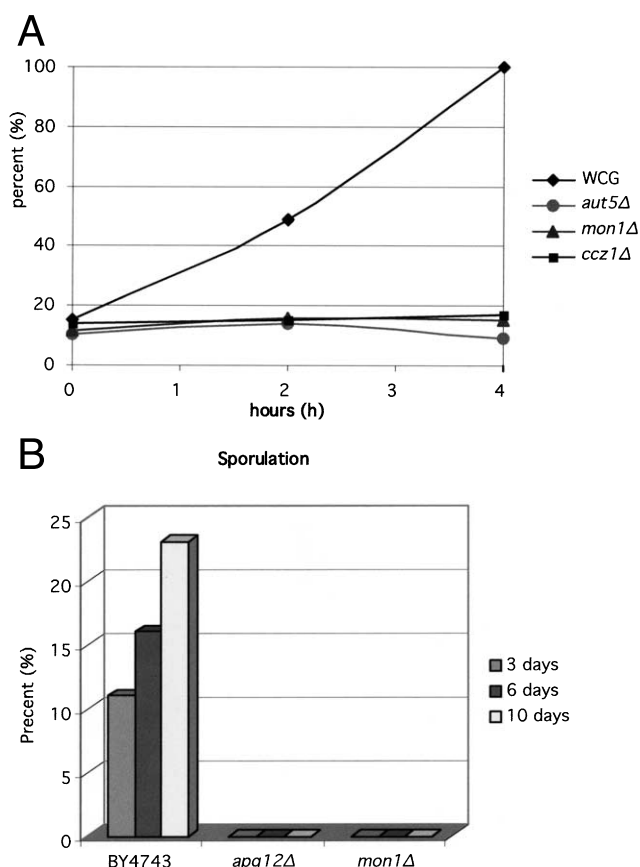 A
100
80
60
40
20
0
percent (%)
0 1 2 3 4
hours (h)
WCG
aut5Δ
mon1Δ
ccz1Δ
B
Sporulation
25
20
15
10
5
0
Precent (%)
BY4743 apg12Δ mon1Δ
3 days
6 days
10 days